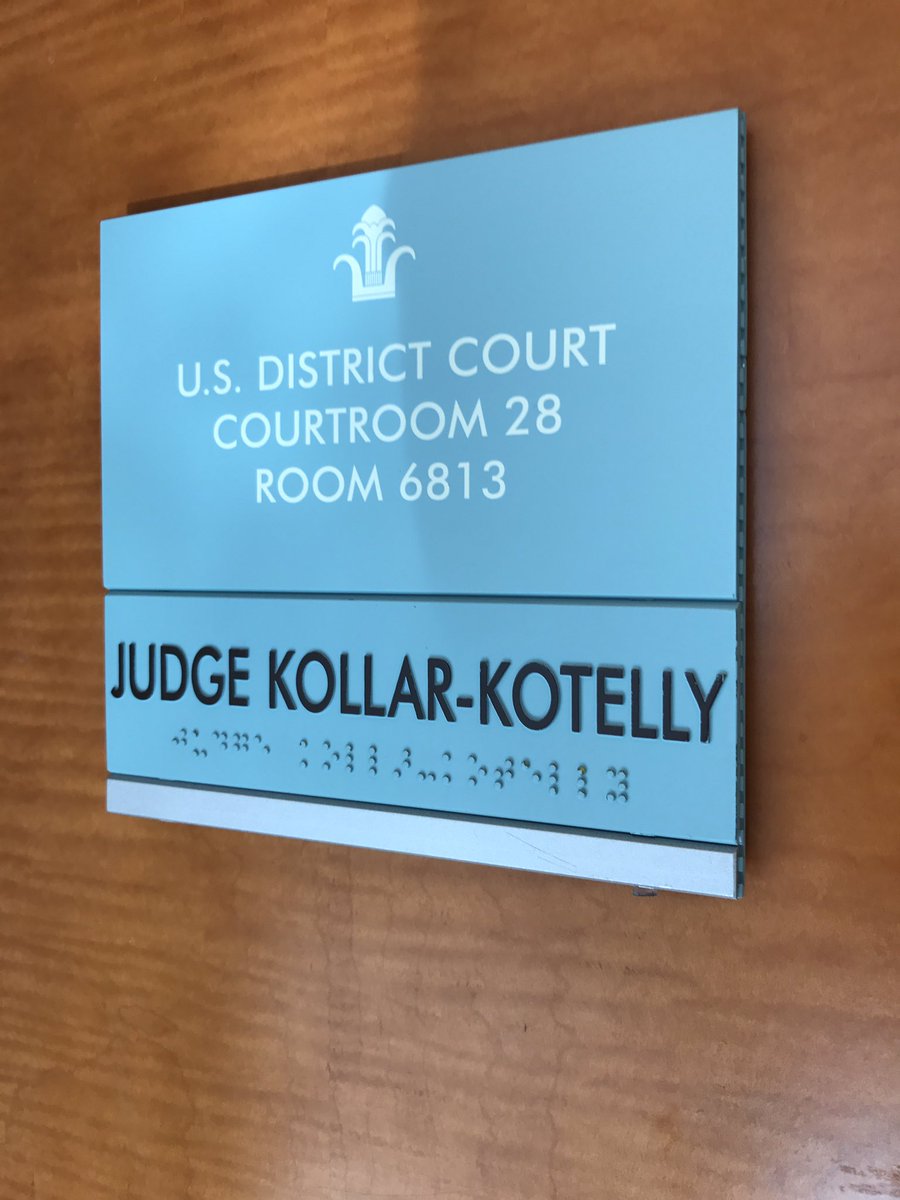 U.S. DISTRICT COURT
COURTROOM 28
ROOM 6813
JUDGE KOLLAR-KOTELLY